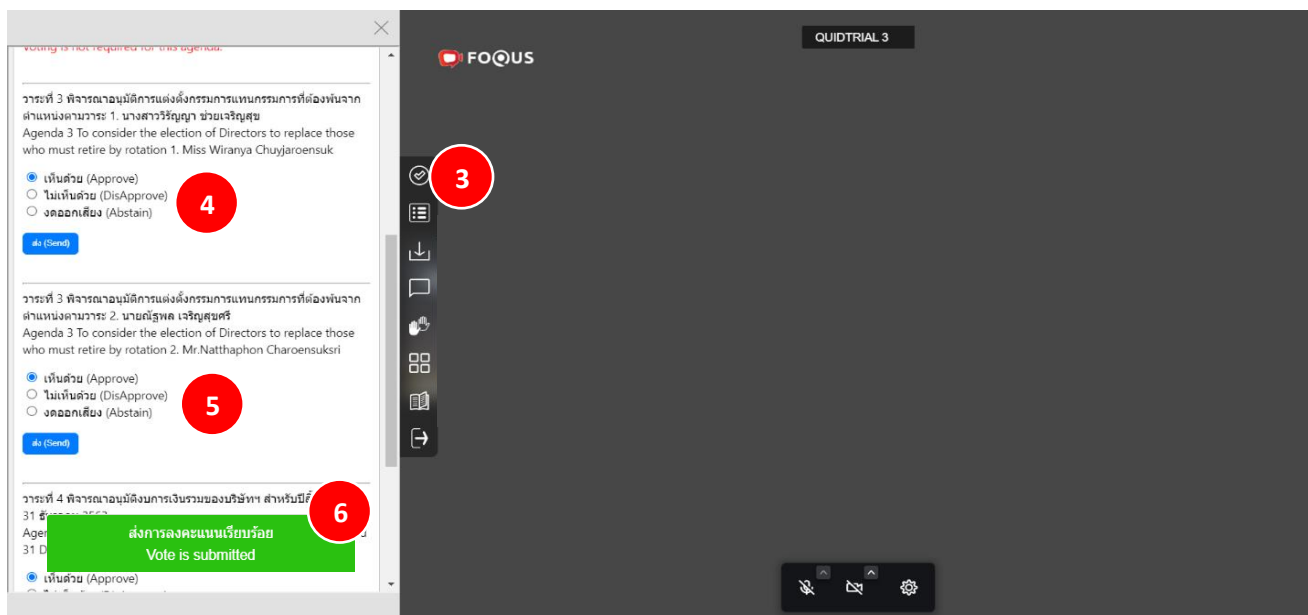 QUIDTRIAL 3
FOQUS
Voting is not required for this agenda.
วาระที่ 3 พิจารณาอนุมัติการแต่งตั้งกรรมการแทนกรรมการที่ต้องพ้นจาก
ตำแหน่งตามวาระ 1. นางสาววิรัญญา ช่วยเจริญสุข
Agenda 3 To consider the election of Directors to replace those
who must retire by rotation 1. Miss Wiranya Chuyjaroensuk
เห็นด้วย (Approve)
ไม่เห็นด้วย (DisApprove)
งดออกเสียง (Abstain)
ส่ง (Send)
3
4
วาระที่ 3 พิจารณาอนุมัติการแต่งตั้งกรรมการแทนกรรมการที่ต้องพ้นจาก
ตำแหน่งตามวาระ 2. นายณัฐพล เจริญสุขศรี
Agenda 3 To consider the election of Directors to replace those
who must retire by rotation 2. Mr.Natthaphon Charoensuksri
เห็นด้วย (Approve)
ไม่เห็นด้วย (DisApprove)
งดออกเสียง (Abstain)
5
ส่ง (Send)
วาระที่ 4 พิจารณาอนุมัติงบการเงินรวมของบริษัทฯ สำหรับปี
31
6
31 D
ส่งการลงคะแนนเรียบร้อย
Vote is submitted
เห็นด้วย (Approve)